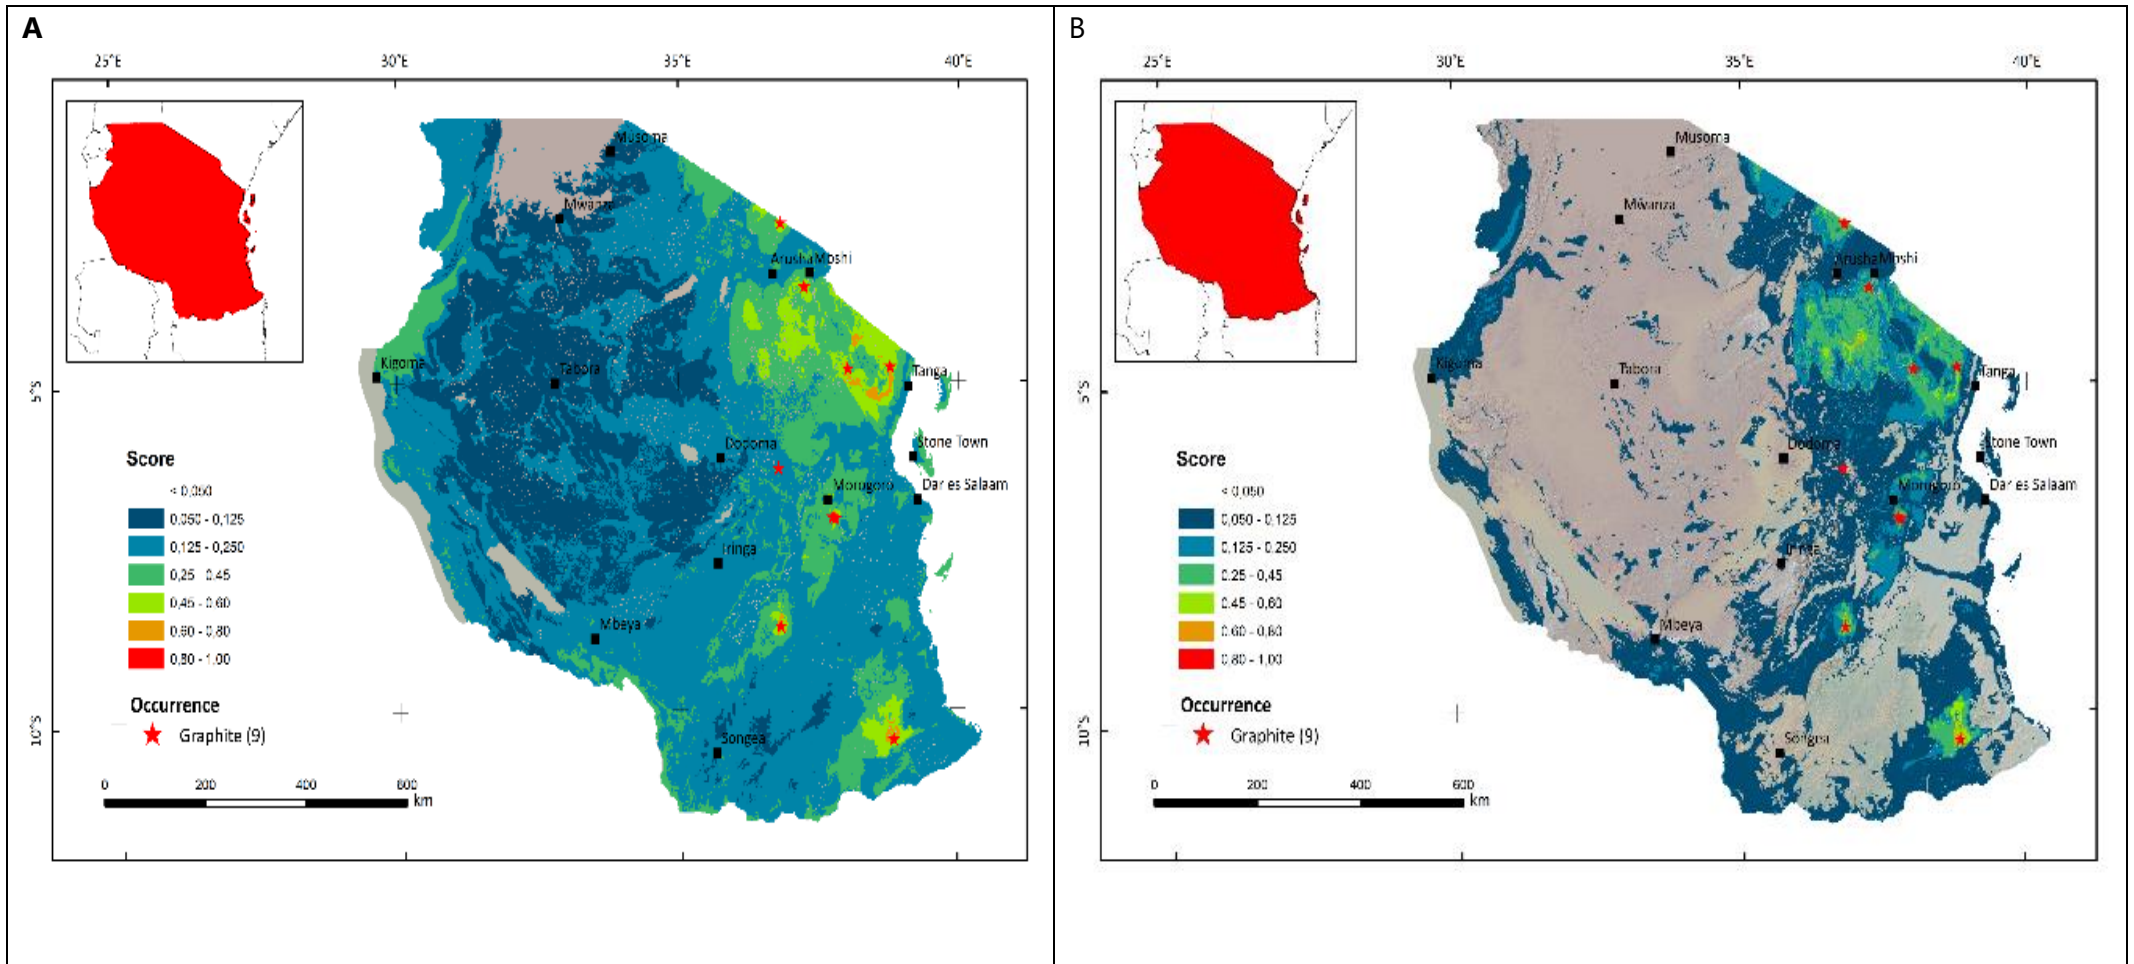 A
25°E 30°E 35°E 40°E
Musoma
Mwanza
Arusha Moshi
Kigoma
Tabora
Tanga
5°S
Dodoma
Stone Town
Morogoro
Dar es Salaam
Iringa
Mbeya
Songea
10°S
Score
< 0,050
0,050 - 0,125
0,125 - 0,250
0,25 - 0,45
0,45 - 0,60
0,60 - 0,80
0,80 - 1,00
Occurrence
Graphite (9)
0 200 400 600
km
B
25°E 30°E 35°E 40°E
Musoma
Mwanza
Arusha Moshi
Kigoma
Tabora
Tanga
5°S
Dodoma
Stone Town
Morogoro
Dar es Salaam
Iringa
Mbeya
Songea
10°S
Score
< 0,050
0,050 - 0,125
0,125 - 0,250
0,25 - 0,45
0,45 - 0,60
0,60 - 0,80
0,80 - 1,00
Occurrence
Graphite (9)
0 200 400 600
km